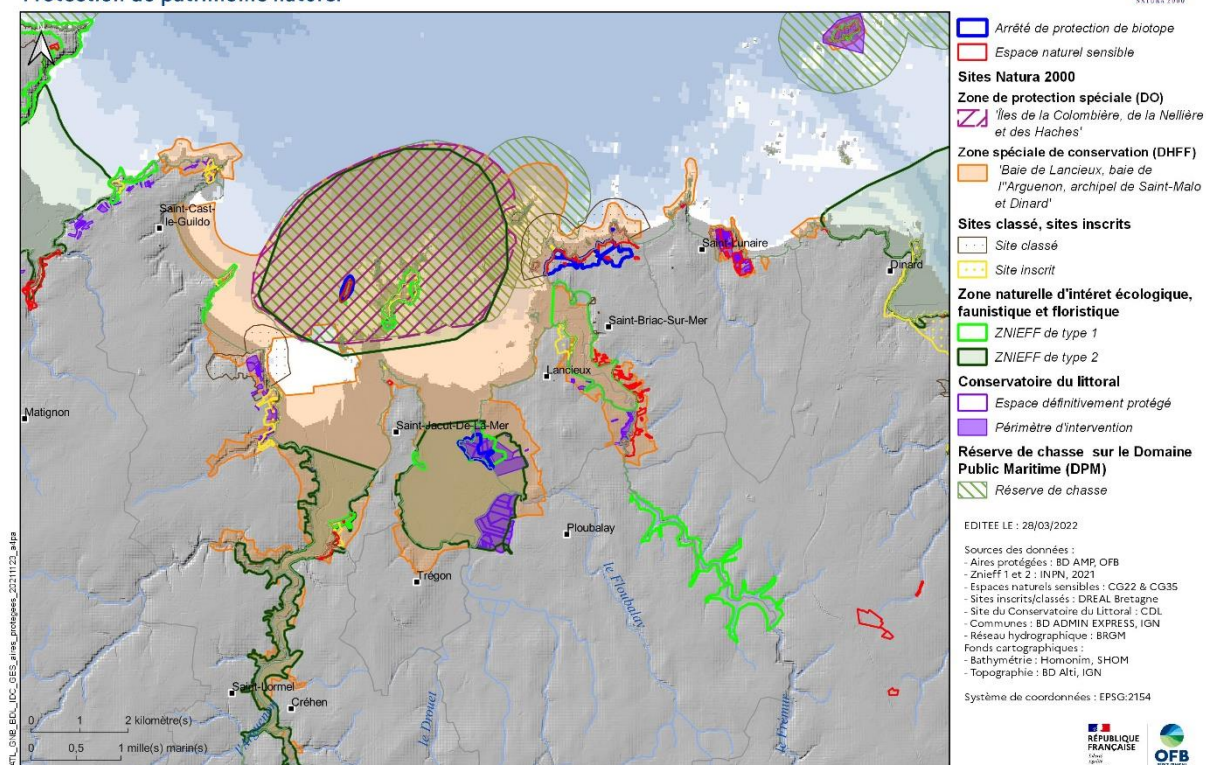 Protection du patrimoine naturel
NATURA 2000
Arrêté de protection de biotope
Espace naturel sensible
Sites Natura 2000
Zone de protection spéciale (DO)
'Îles de la Colombière, de la Nellière
et des Haches'
Zone spéciale de conservation (DHFF)
'Baie de Lancieux, baie de
l''Arguenon, archipel de Saint-Malo
et Dinard'
Sites classé, sites inscrits
Site classé
Site inscrit
Zone naturelle d'intéret écologique,
faunistique et floristique
ZNIEFF de type 1
ZNIEFF de type 2
Conservatoire du littoral
Espace définitivement protégé
Périmètre d'intervention
Réserve de chasse sur le Domaine
Public Maritime (DPM)
Réserve de chasse
EDITEE LE : 28/03/2022
Sources des données :
- Aires protégées : BD AMP, OFB
- Znieff 1 et 2 : INPN, 2021
- Espaces naturels sensibles : CG22 & CG35
- Sites inscrits/classés : DREAL Bretagne
- Site du Conservatoire du Littoral : CDL
- Communes : BD ADMIN EXPRESS, IGN
- Réseau hydrographique : BRGM
Fonds cartographiques :
- Bathymétrie : Homonim, SHOM
- Topographie : BD Alti, IGN
Système de coordonnées : EPSG:2154
RÉPUBLIQUE
FRANÇAISE
OFB
Saint-Cast-
le-Guildo
Saint-Lunaire
Dinard
Saint-Briac-Sur-Mer
Lancieux
Matignon
Saint-Jacut-De-La-Mer
Ploubalay
Trégon
le Floubalay
Saint-Lormel
Créhen
le Drouet
le Frémur
0 1 2 kilomètre(s)
0 0,5 1 mille(s) marin(s)